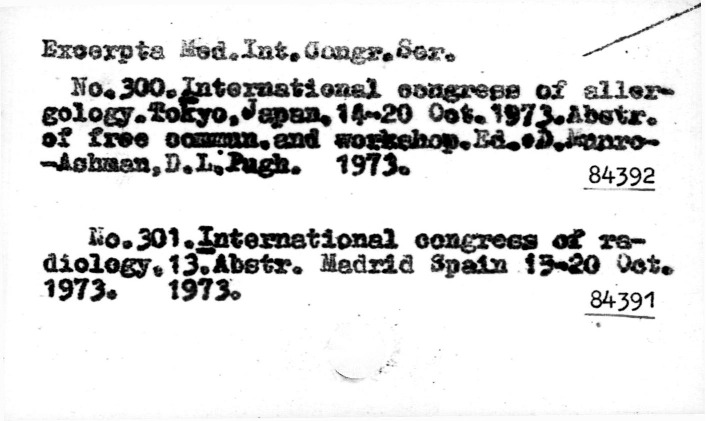 Excerpta Med.Int.Congr.Ser.
No.300.International congress of aller-
gology.Tokyo,Japan,14-20 Oct.1973.Abstr.
of free commun.and workshop.Ed.:D.Munro-
-Ashman,D.L.Pugh. 1973.
84392
No.301.International congress of ra-
diology.13.Abstr. Madrid Spain 15-20 Oct.
1973. 1973.
84391